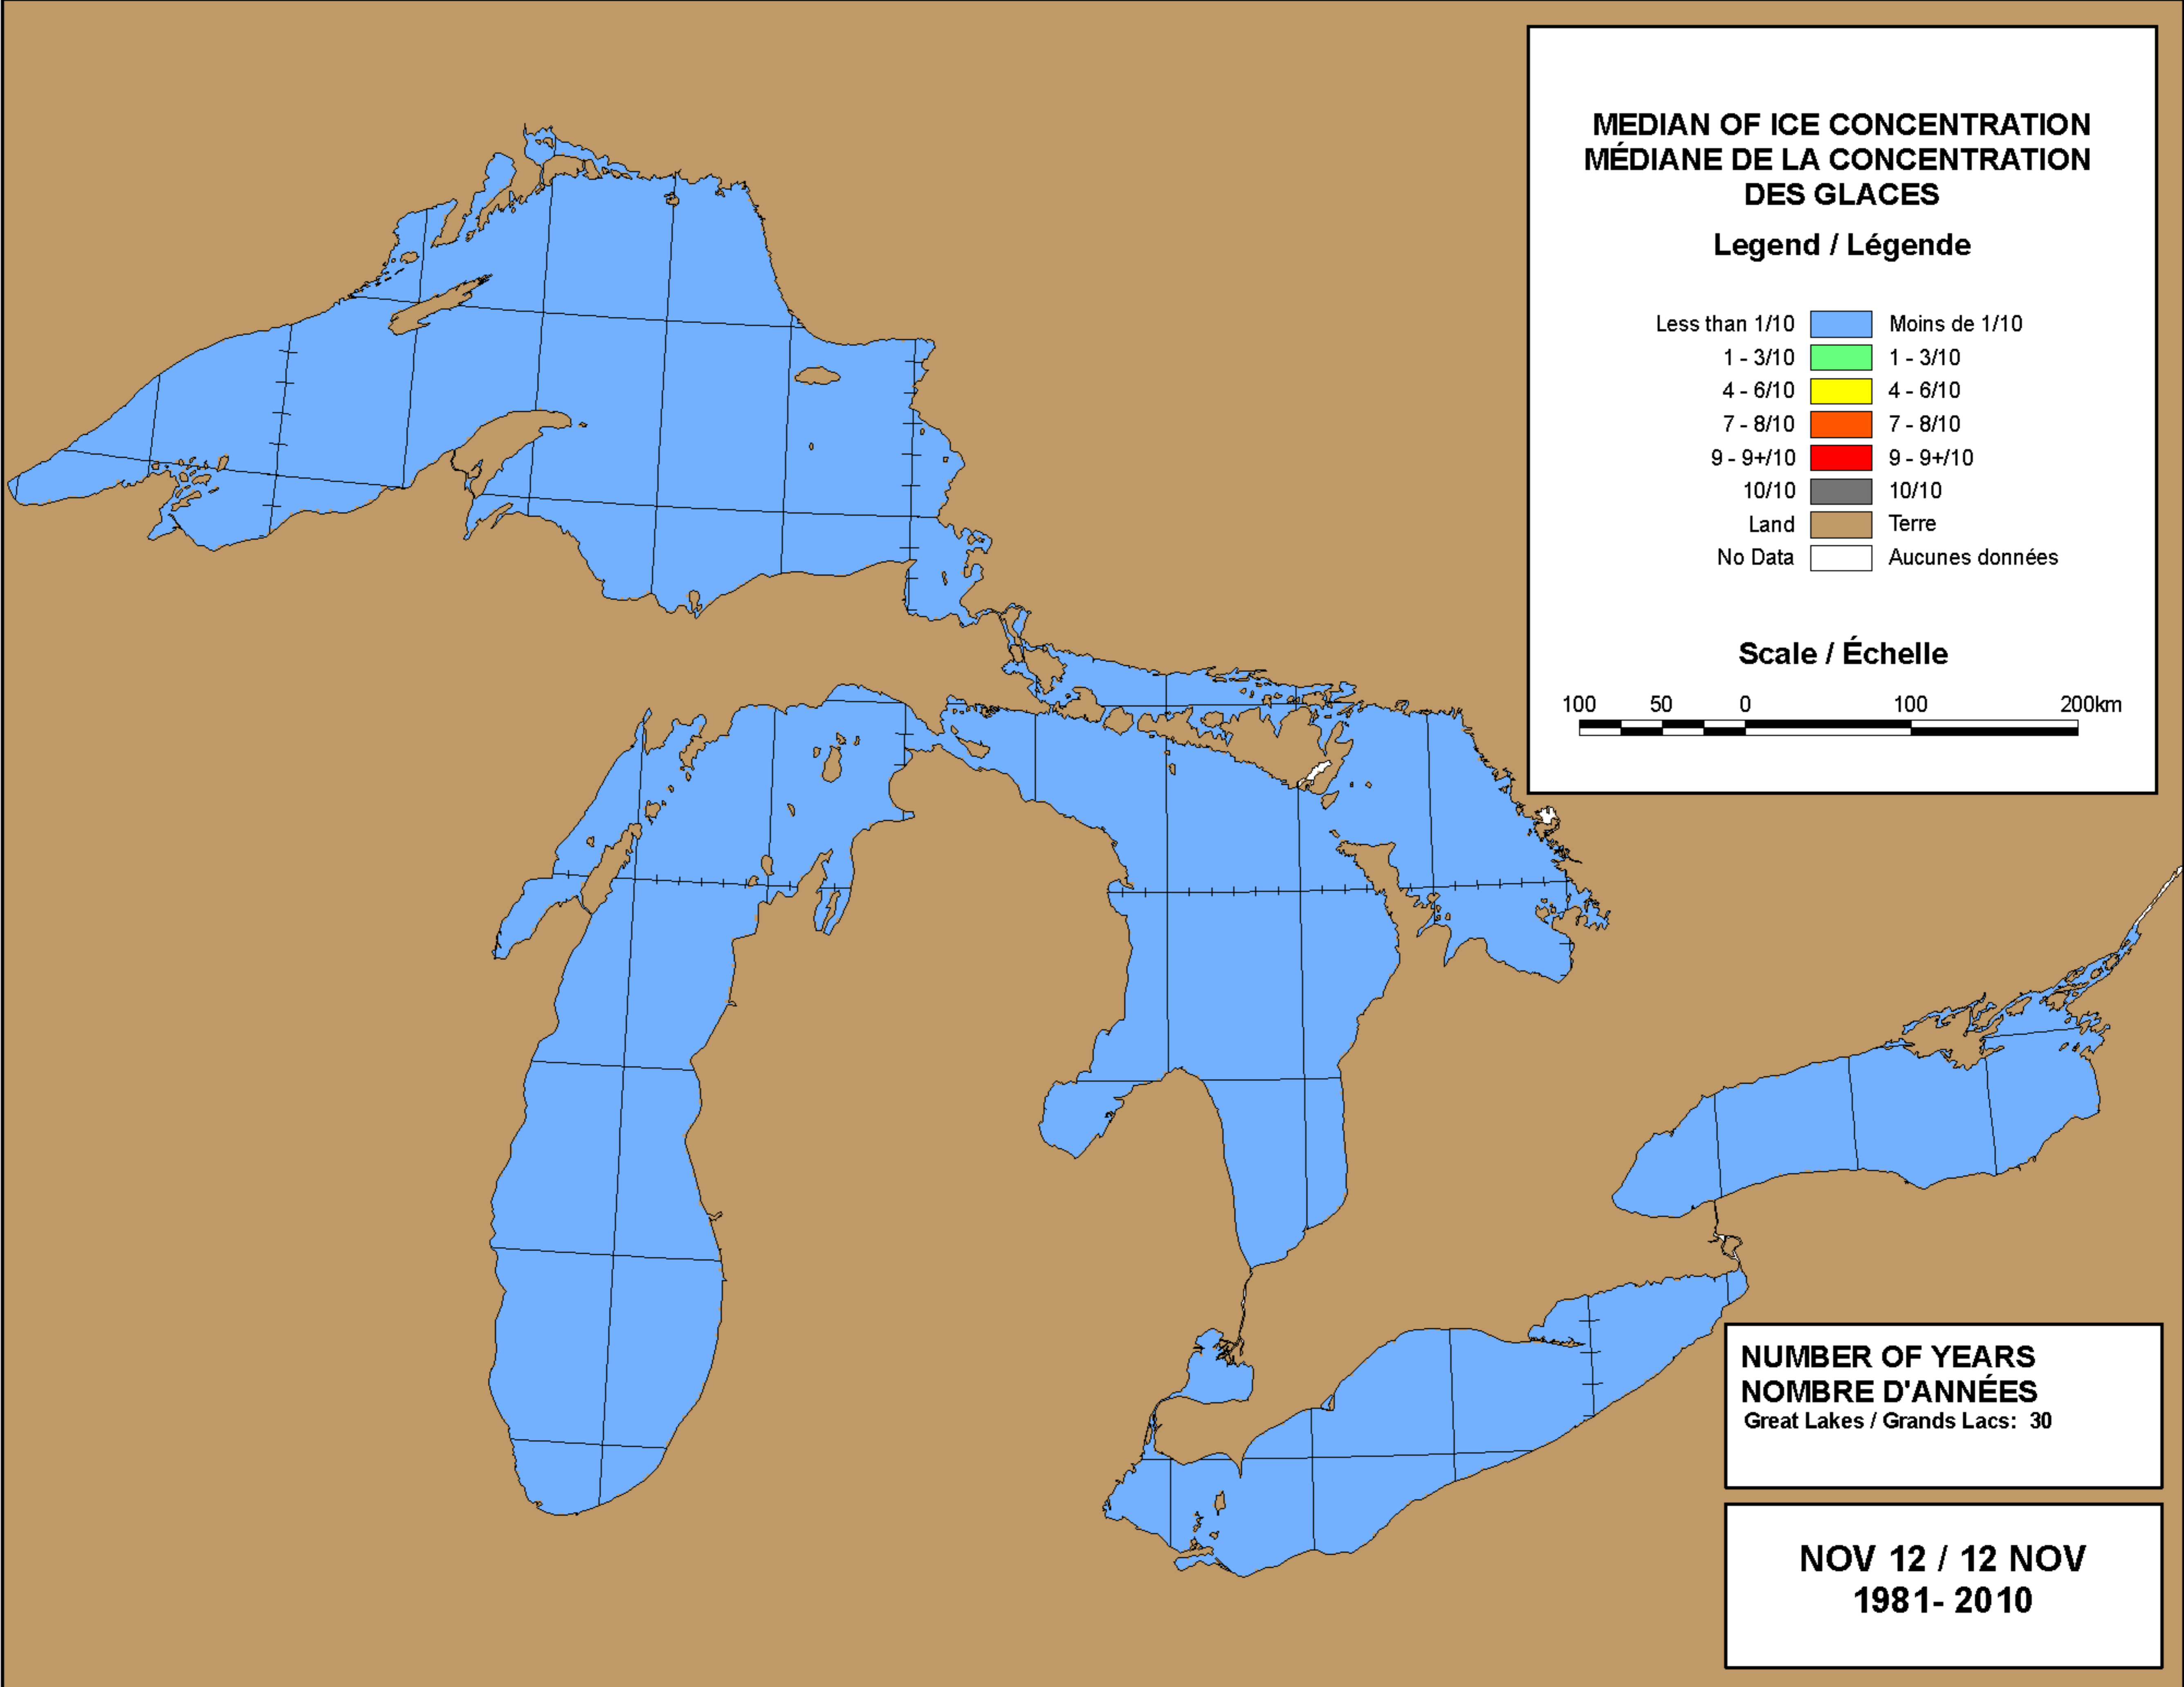 MEDIAN OF ICE CONCENTRATION
MÉDIANE DE LA CONCENTRATION
DES GLACES
Legend / Légende
Less than 1/10 Moins de 1/10
1 - 3/10 1 - 3/10
4 - 6/10 4 - 6/10
7 - 8/10 7 - 8/10
9 - 9+/10 9 - 9+/10
10/10 10/10
Land Terre
No Data Aucunes données
Scale / Échelle
100 50 0 100 200km
NUMBER OF YEARS
NOMBRE D'ANNÉES
Great Lakes / Grands Lacs: 30
NOV 12 / 12 NOV
1981- 2010